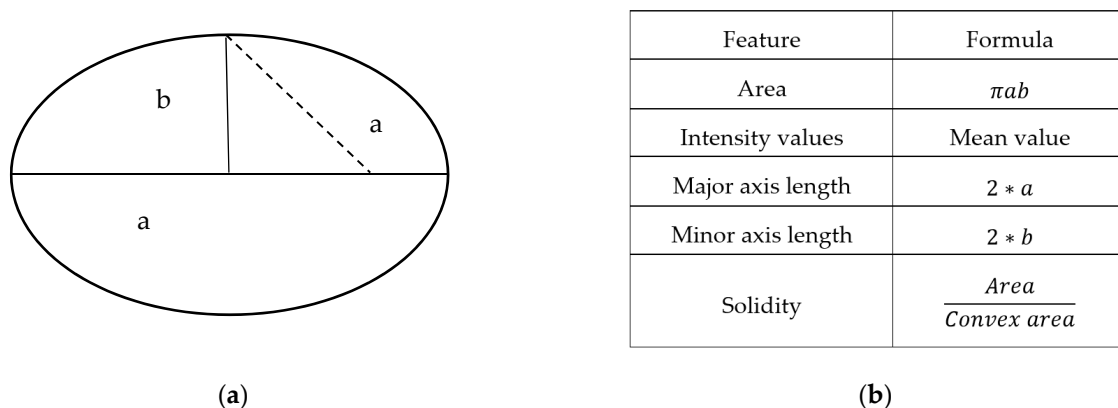 b
a
a
(a)
Feature Formula
Area πab
Intensity values Mean value
Major axis length 2 ∗ a
Minor axis length 2 ∗ b
Solidity Area
Convex area
(b)